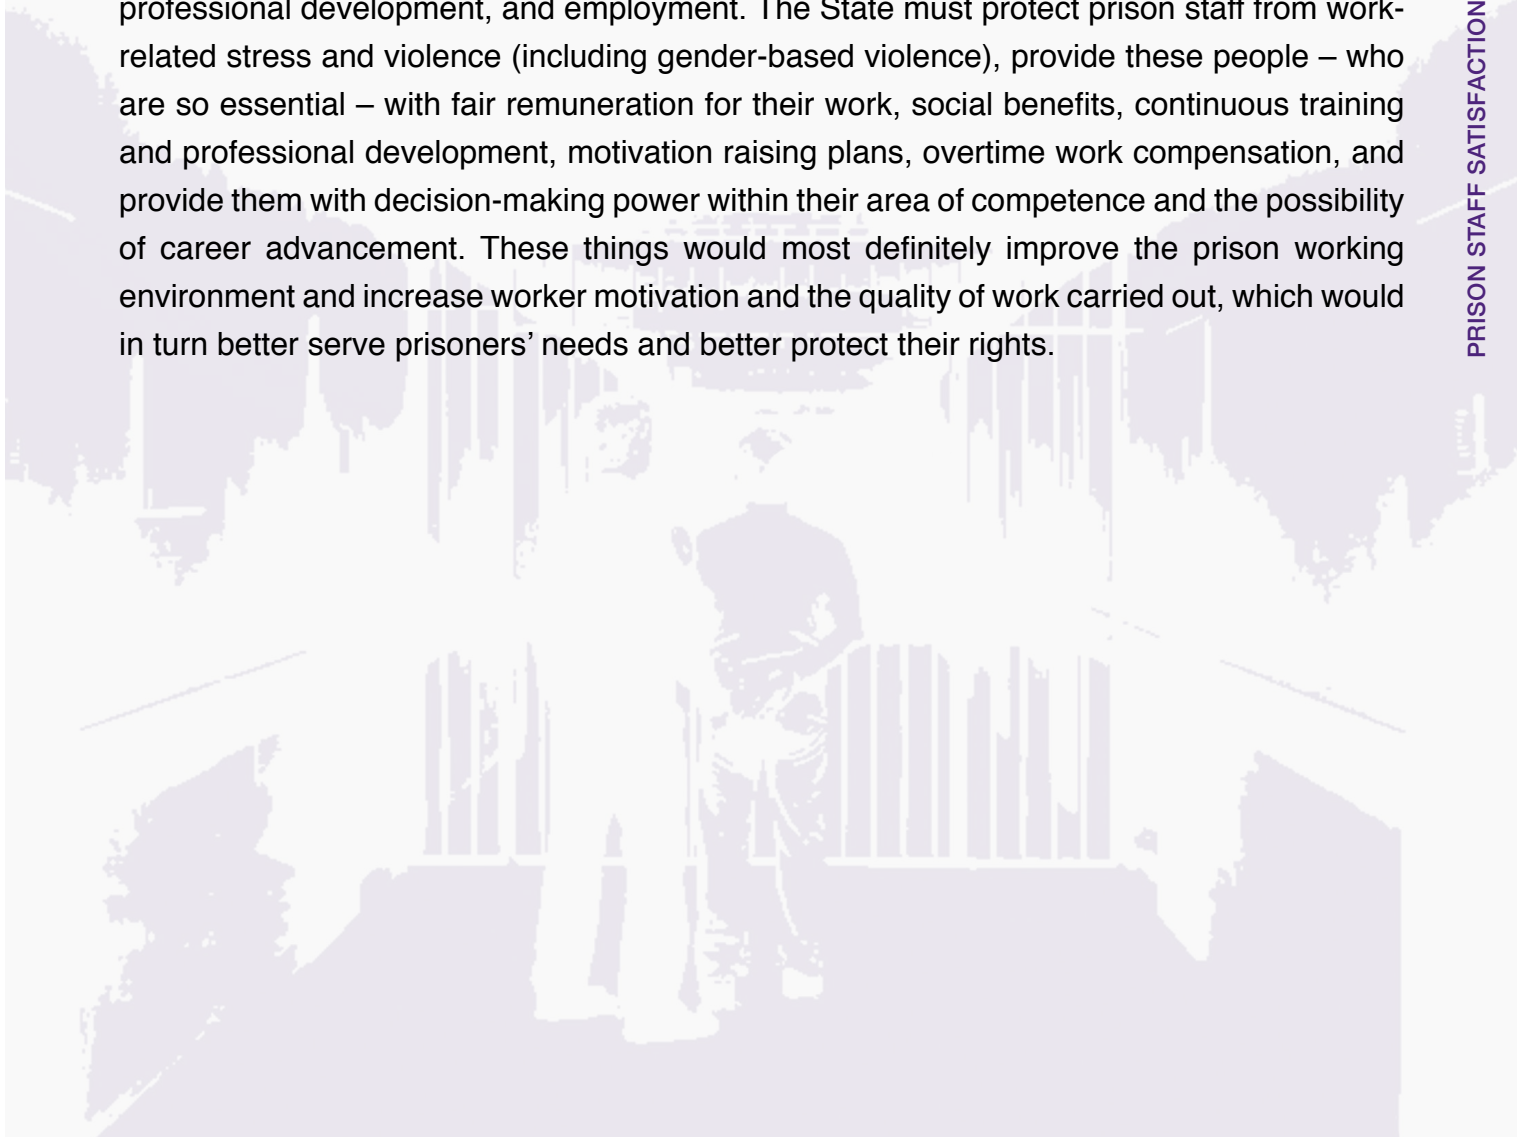 professional development, and employment. The State must protect prison staff from work-
related stress and violence (including gender-based violence), provide these people – who
are so essential – with fair remuneration for their work, social benefits, continuous training
and professional development, motivation raising plans, overtime work compensation, and
provide them with decision-making power within their area of competence and the possibility
of career advancement. These things would most definitely improve the prison working
environment and increase worker motivation and the quality of work carried out, which would
in turn better serve prisoners’ needs and better protect their rights.
PRISON STAFF SATISFACTION